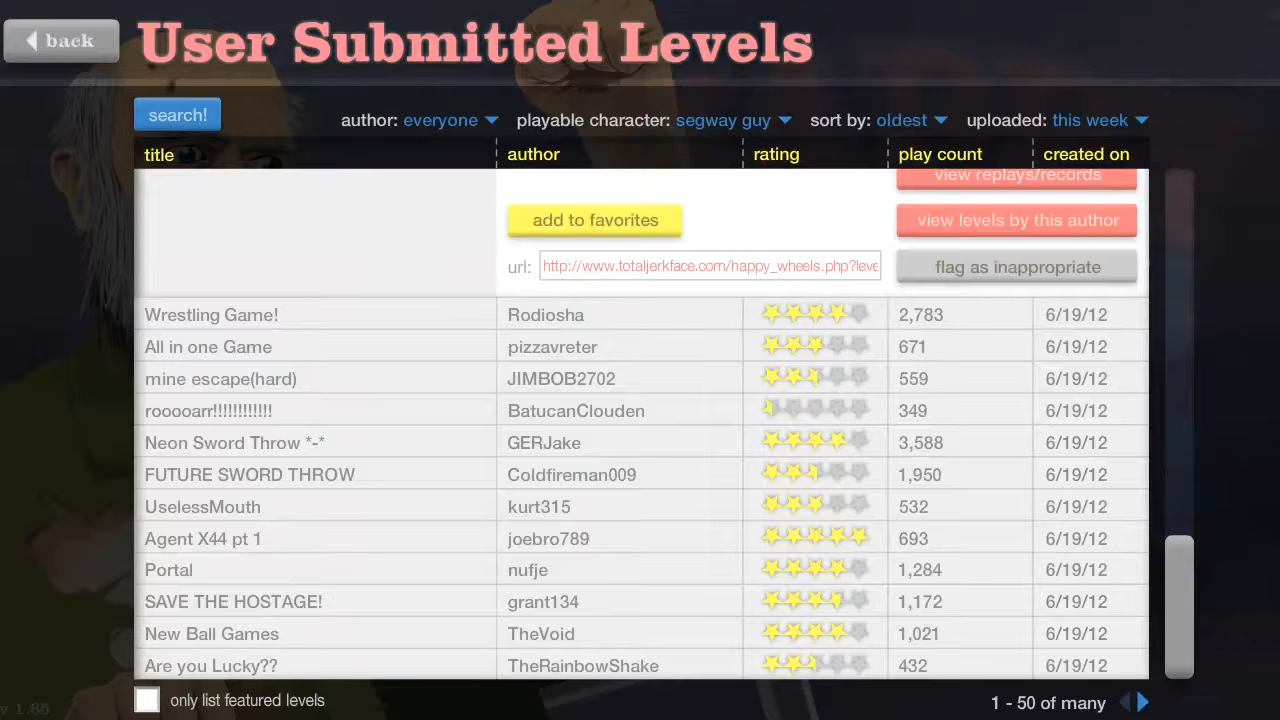 back
User Submitted Levels
search!
author: everyone playable character: segway guy sort by: oldest uploaded: this week
title author rating play count created on
view replays/records
add to favorites view levels by this author
url: http://www.totaljerkface.com/happy_wheels.php?leve flag as inappropriate
Wrestling Game! Rodiosha 2,783 6/19/12
All in one Game pizzavreter 671 6/19/12
mine escape(hard) JIMBOB2702 559 6/19/12
rooooarr!!!!!!!!!!!! BatucanClouden 349 6/19/12
Neon Sword Throw *-* GERJake 3,588 6/19/12
FUTURE SWORD THROW Coldfireman009 1,950 6/19/12
UselessMouth kurt315 532 6/19/12
Agent X44 pt 1 joebro789 693 6/19/12
Portal nufje 1,284 6/19/12
SAVE THE HOSTAGE! grant134 1,172 6/19/12
New Ball Games TheVoid 1,021 6/19/12
Are you Lucky?? TheRainbowShake 432 6/19/12
only list featured levels 1 - 50 of many
v 1.65